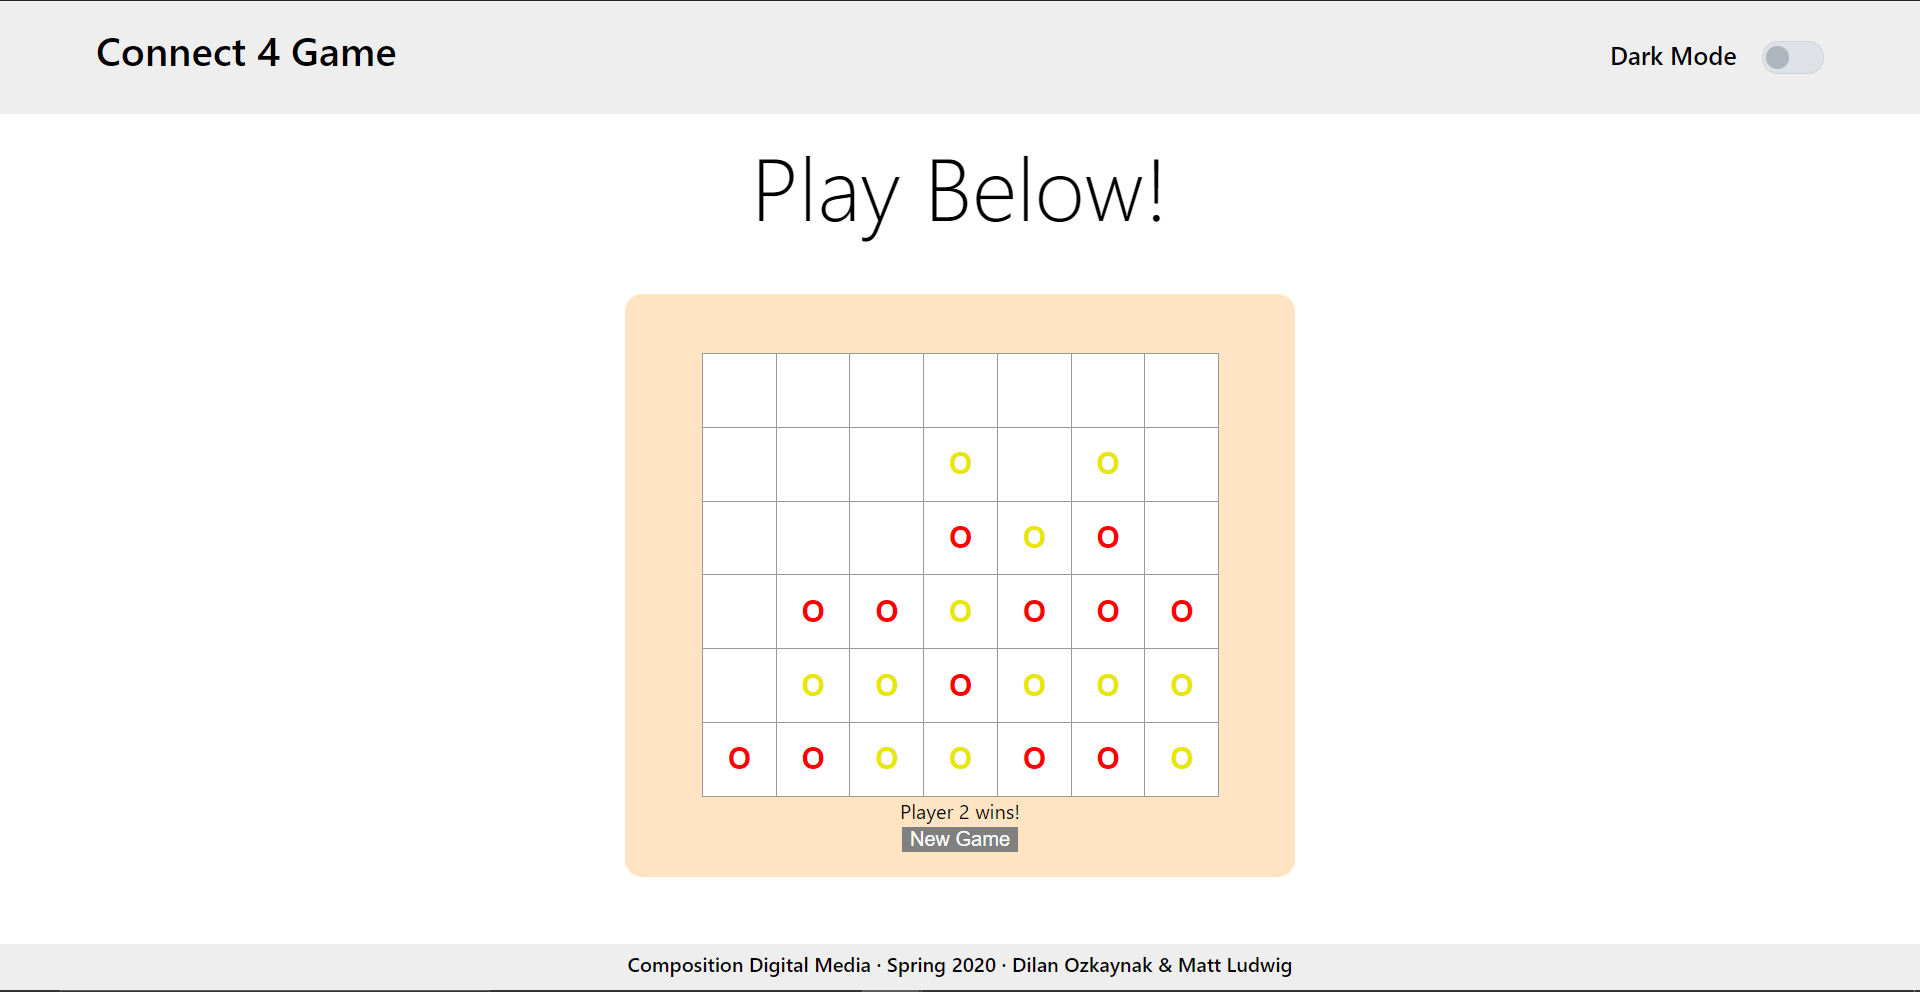 Connect 4 Game
Dark Mode
Play Below!
O O
O O O
O O O O O O
O O O O O O
O O O O O O O
Player 2 wins!
New Game
Composition Digital Media · Spring 2020 · Dilan Ozkaynak & Matt Ludwig